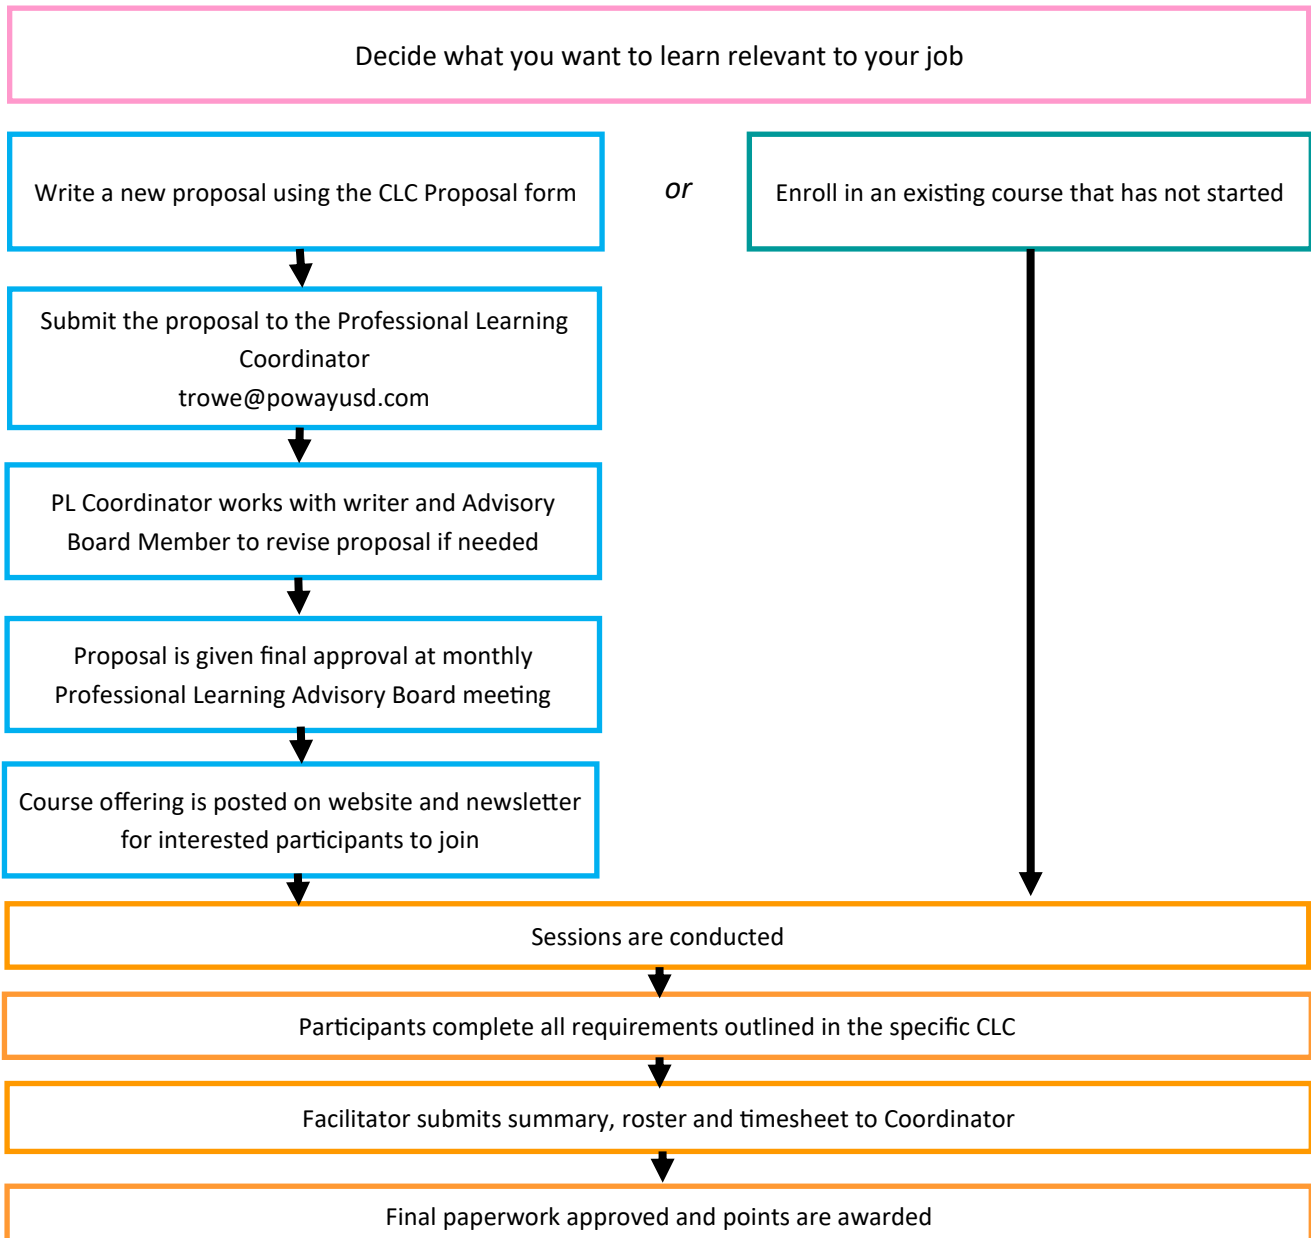 Decide what you want to learn relevant to your job
Write a new proposal using the CLC Proposal form
or
Enroll in an existing course that has not started
Submit the proposal to the Professional Learning
Coordinator
trowe@powayusd.com
PL Coordinator works with writer and Advisory
Board Member to revise proposal if needed
Proposal is given final approval at monthly
Professional Learning Advisory Board meeting
Course offering is posted on website and newsletter
for interested participants to join
Sessions are conducted
Participants complete all requirements outlined in the specific CLC
Facilitator submits summary, roster and timesheet to Coordinator
Final paperwork approved and points are awarded